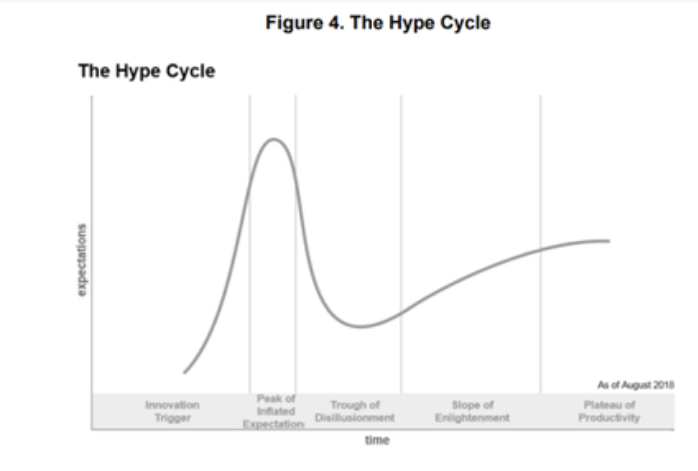 Figure 4. The Hype Cycle
The Hype Cycle
expectations
As of August 2018
Innovation
Trigger
Peak of
Inflated
Expectation
Trough of
Disillusionment
Slope of
Enlightenment
Plateau of
Productivity
time